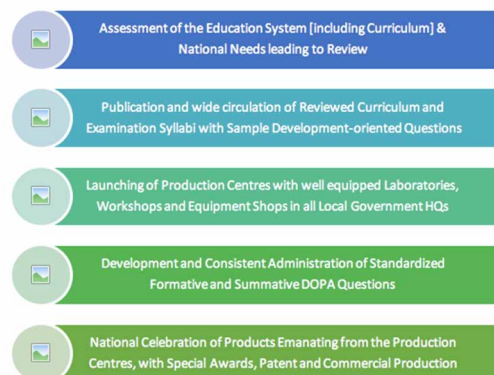 Assessment of the Education System [including Curriculum] &
National Needs leading to Review
Publication and wide circulation of Reviewed Curriculum and
Examination Syllabi with Sample Development-oriented Questions
Launching of Production Centres with well equipped Laboratories,
Workshops and Equipment Shops in all Local Government HQs
Development and Consistent Administration of Standardized
Formative and Summative DOPA Questions
National Celebration of Products Emanating from the Production
Centres, with Special Awards, Patent and Commercial Production